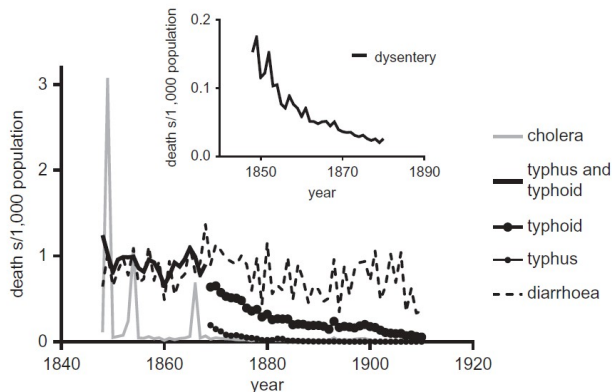 0.2
0.1
0.0
death s/1 ,000 population
dysentery
1850
1870
1890
year
3
2
1
0
death s/1,000 population
1840
1860
1880
1900
1920
year
cholera
typhus and
typhoid
typhoid
typhus
diarrhoea